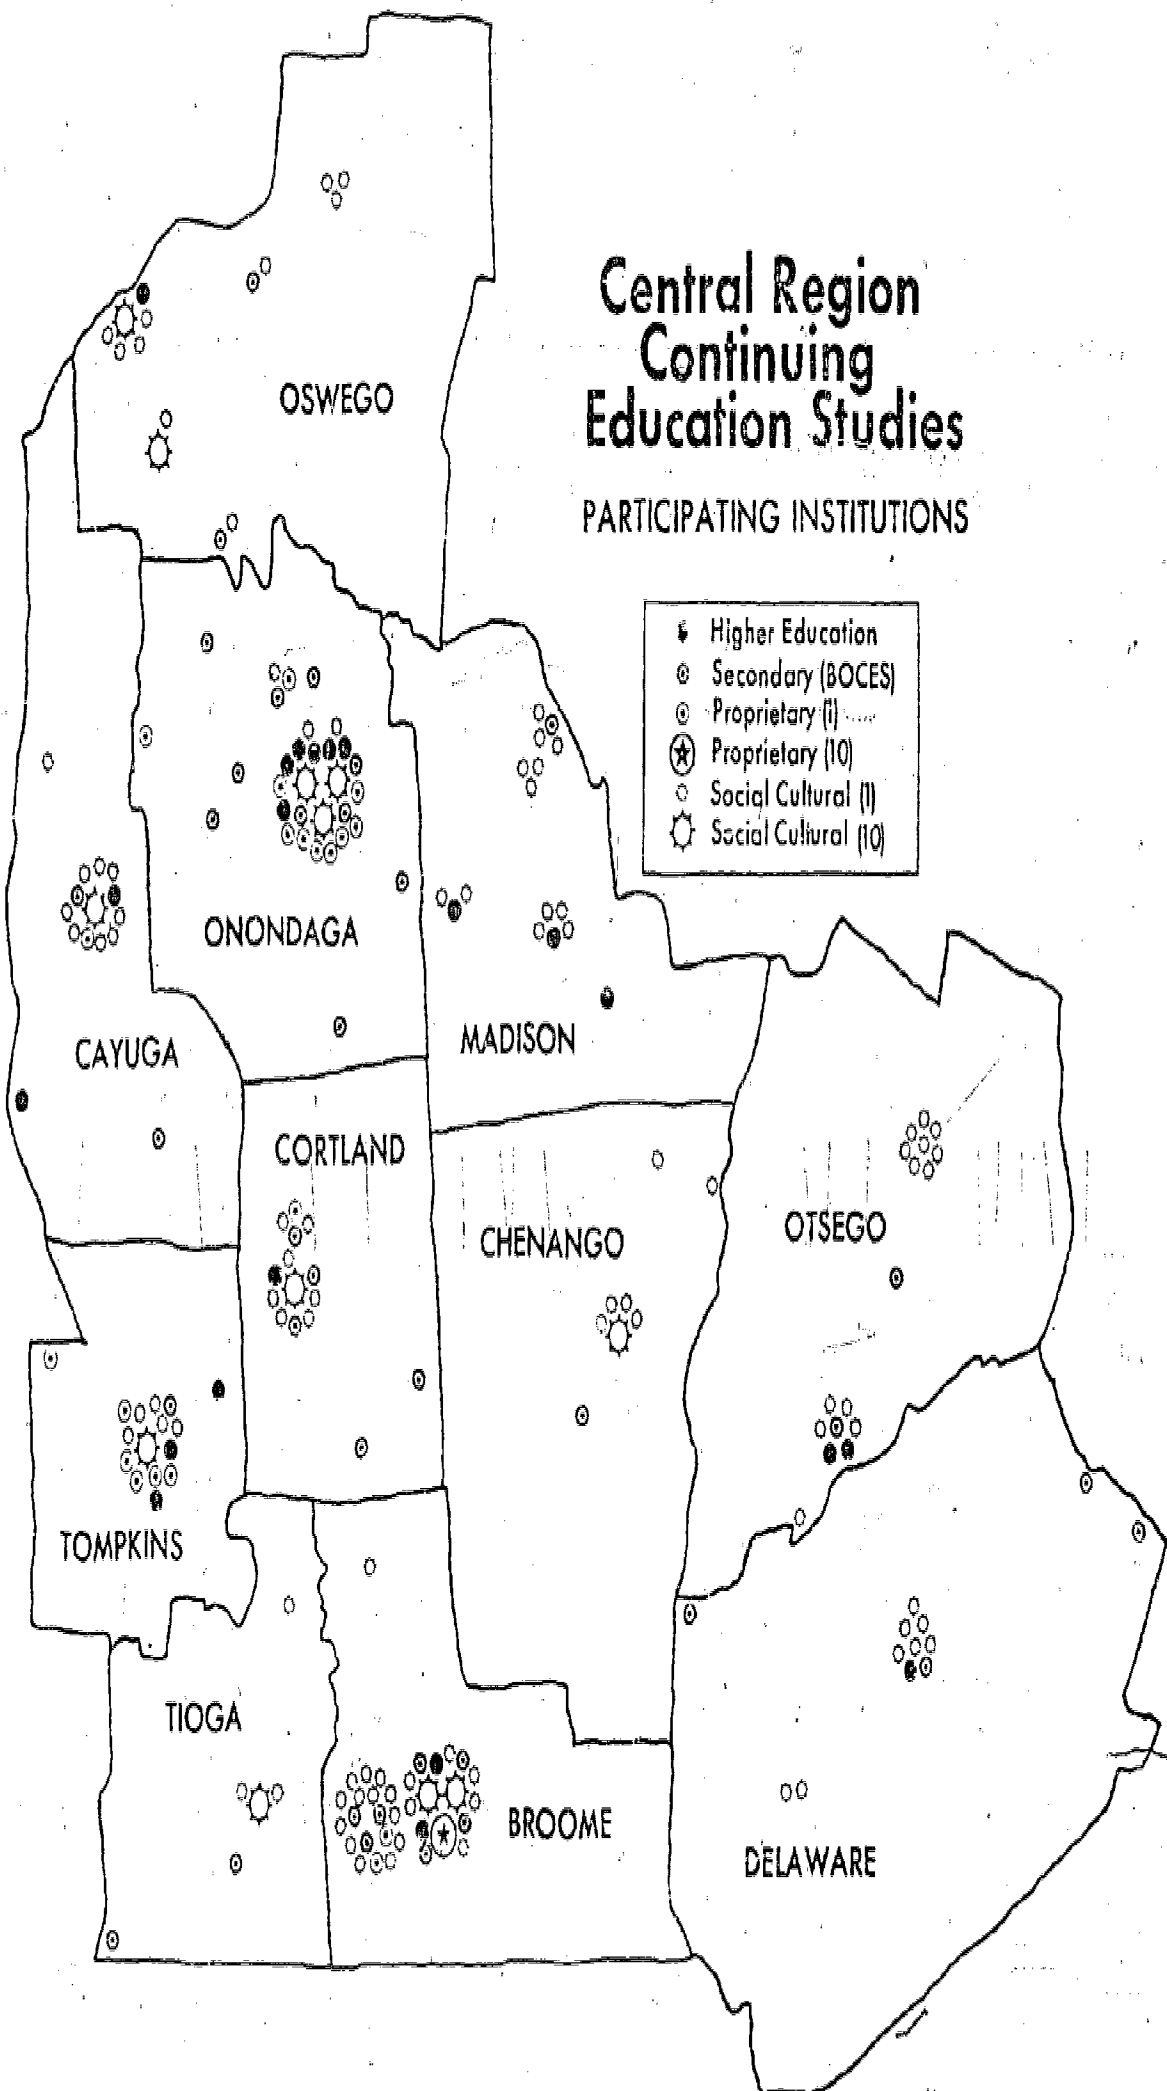 Central Region
Continuing
Education Studies
PARTICIPATING INSTITUTIONS
Higher Education
Secondary (BOCES)
Proprietary (1)
Proprietary (10)
Social Cultural (1)
Social Cultural (10)
OSWEGO
ONONDAGA
MADISON
CAYUGA
CORTLAND
CHENANGO
OTSEGO
TOMPKINS
TIOGA
BROOME
DELAWARE